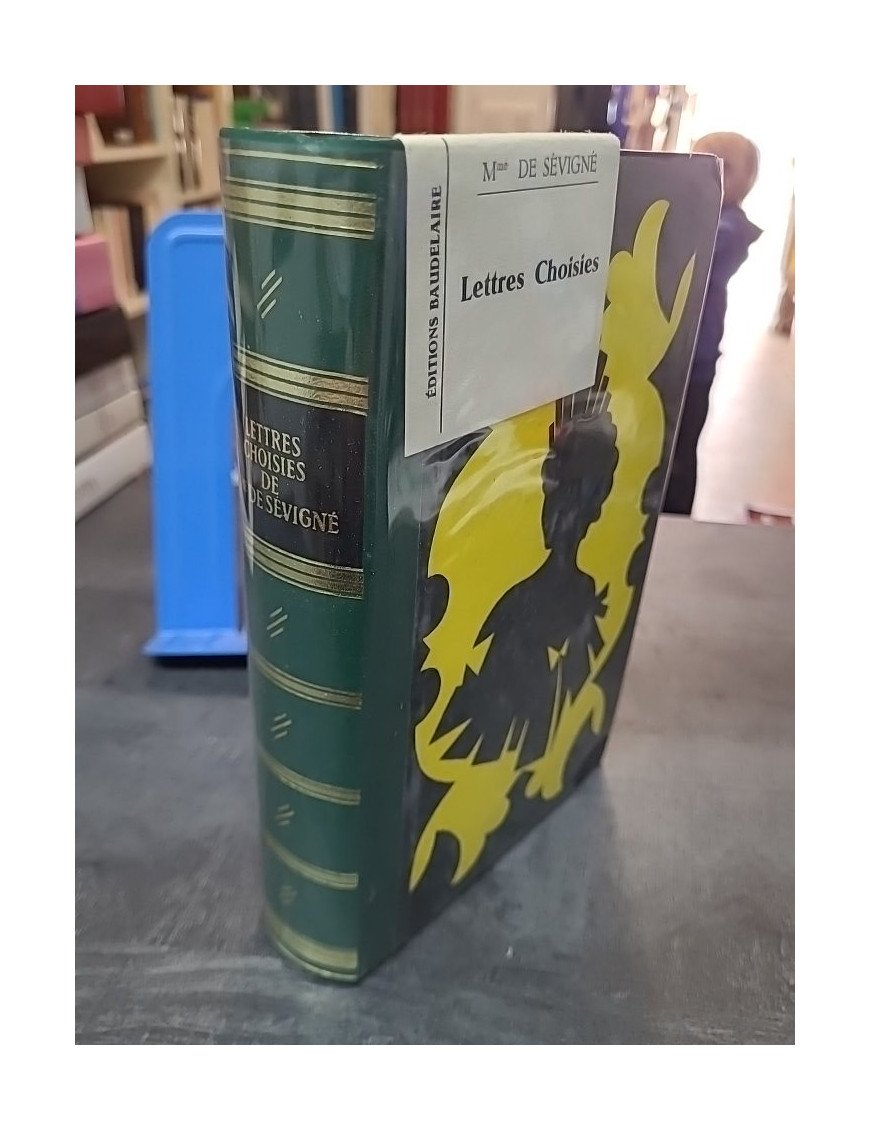 Mme DE SÉVIGNÉ
Lettres Choisies
ÉDITIONS BAUDELAIRE
LETTRES
CHOISIES
DE
DE SÉVIGNÉ